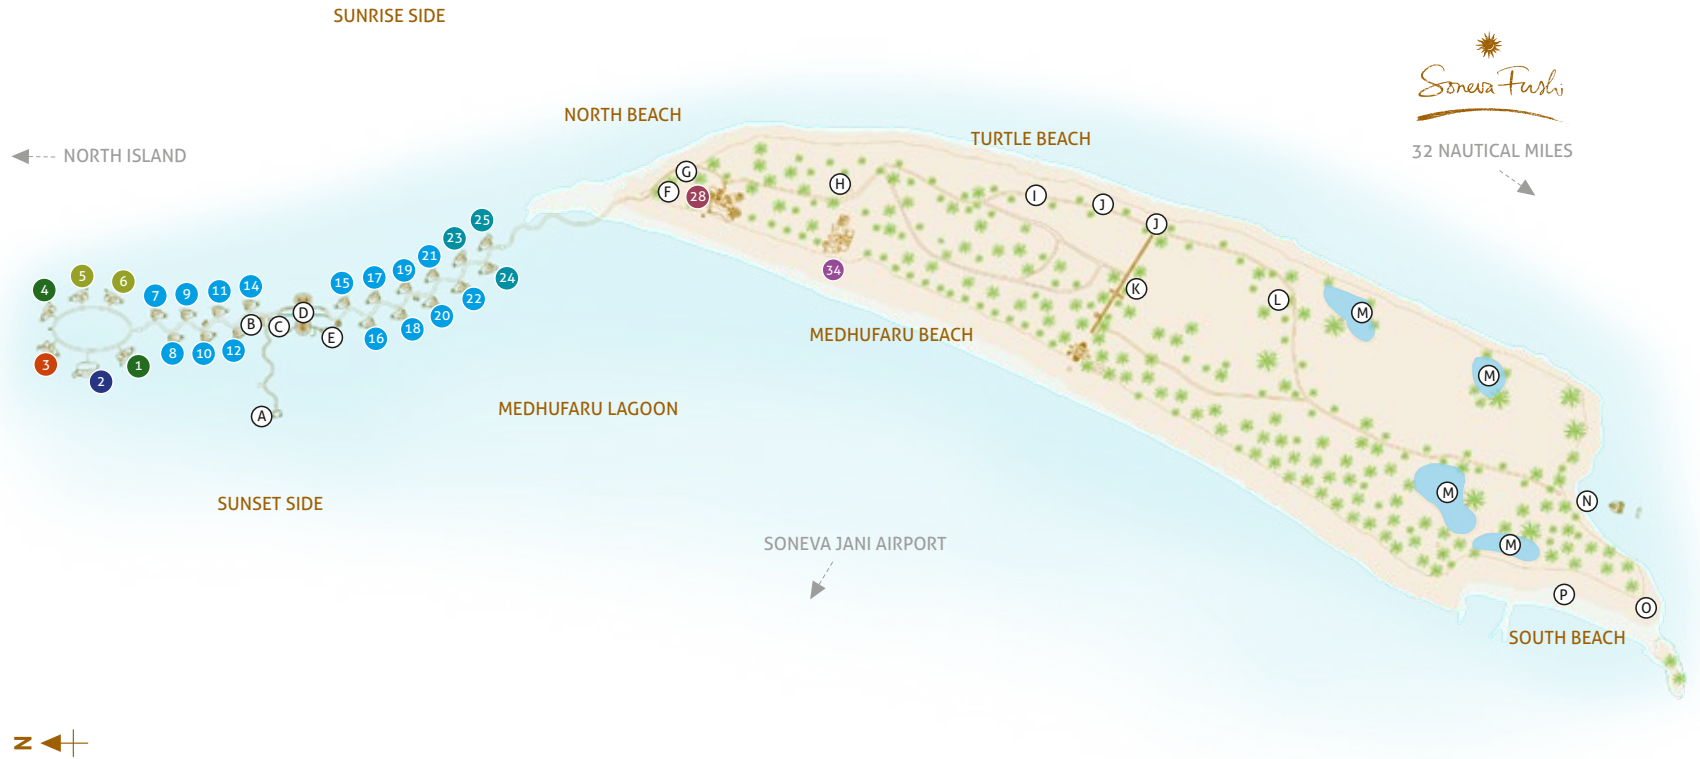 SUNRISE SIDE
Soneva Fushi
NORTH BEACH
TURTLE BEACH
NORTH ISLAND
32 NAUTICAL MILES
G
F
28
H
I
J
J
25
23
21
19
17
15
24
22
20
18
16
4
5
6
7
9
11
14
B
C
D
E
3
2
1
8
10
12
A
34
K
L
M
M
MEDHUFARU BEACH
MEDHUFARU LAGOON
SUNSET SIDE
M
N
M
SONEVA JANI AIRPORT
P
O
SOUTH BEACH
N